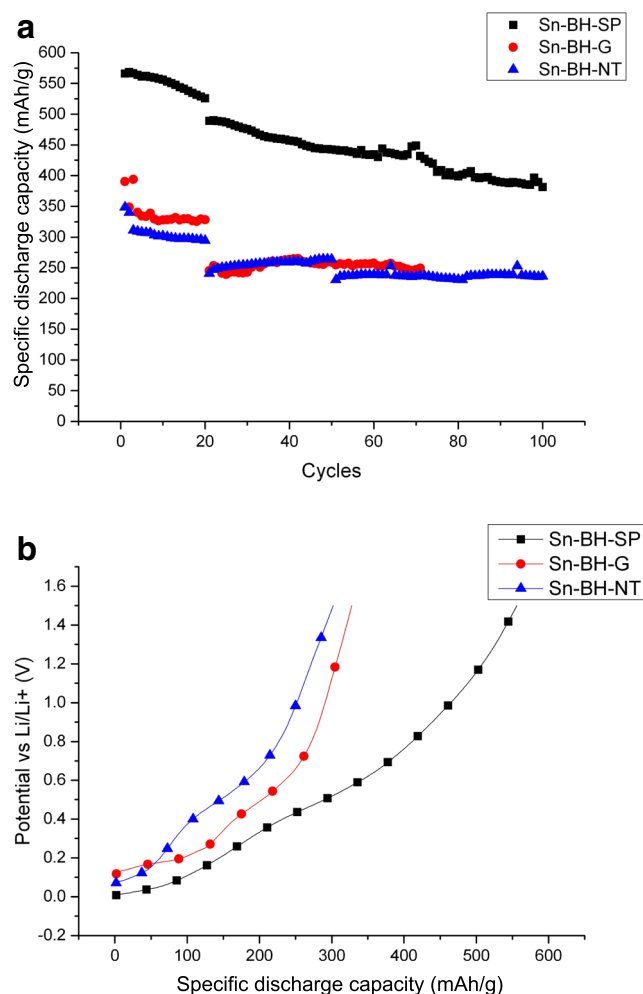 a
Sn-BH-SP
Sn-BH-G
Sn-BH-NT
Specific discharge capacity (mAh/g)
600
550
500
450
400
350
300
250
200
150
100
50
0
0 20 40 60 80 100
Cycles
b
Sn-BH-SP
Sn-BH-G
Sn-BH-NT
Potential vs Li/Li+ (V)
1.6
1.4
1.2
1.0
0.8
0.6
0.4
0.2
0.0
-0.2
0 100 200 300 400 500 600
Specific discharge capacity (mAh/g)